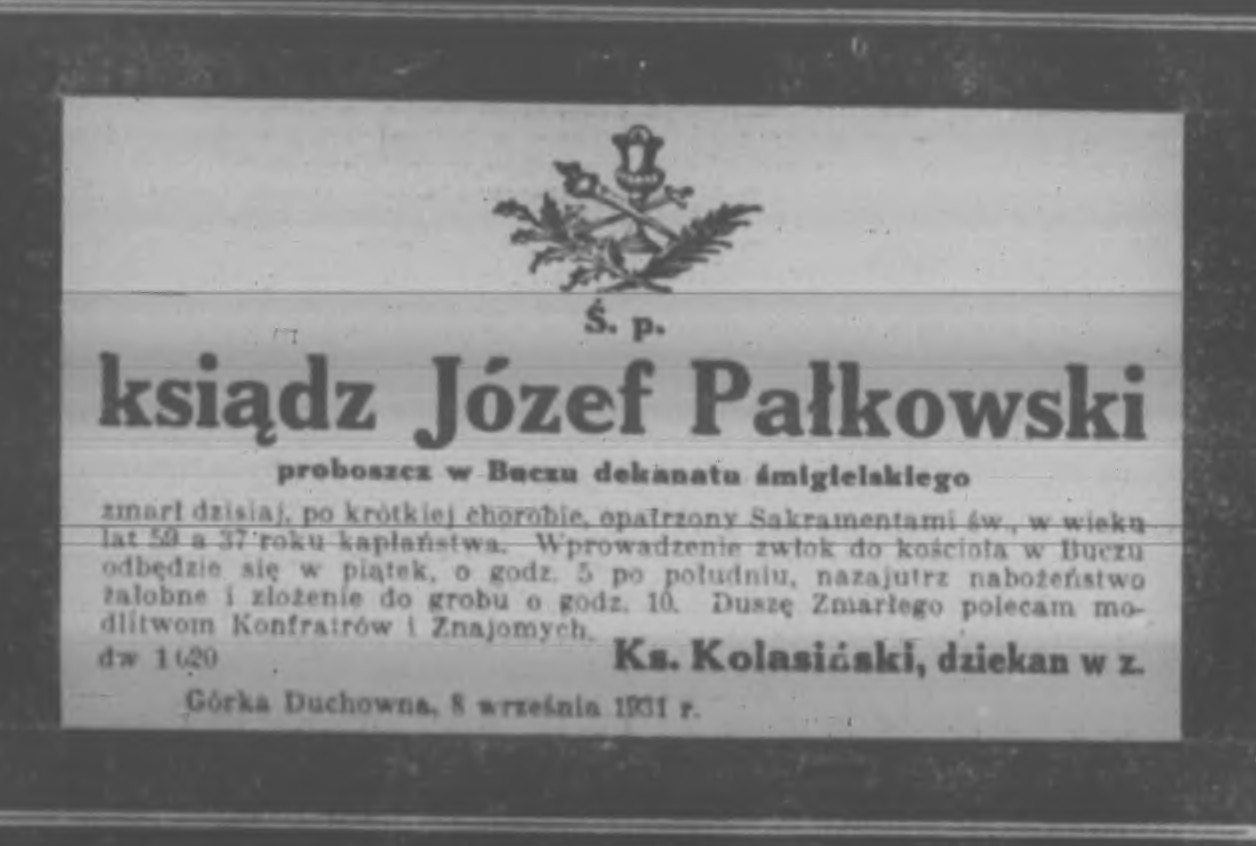 Ś. p.
ksiądz Józef Pałkowski
proboszcz w Buczu dekanatu śmigielskiego
zmarł dzisiaj, po krótkiej chorobie, opatrzony Sakramentami św., w wieku
lat 59 a 37 roku kapłaństwa. Wprowadzenie zwłok do kościoła w Buczu
odbędzie się w piątek, o godz. 5 po południu, nazajutrz nabożeństwo
żałobne i złożenie do grobu o godz. 10. Duszę Zmarłego polecam mo-
dlitwom Konfratrów i Znajomych.
dw Ks. Kolasiński, dziekan w z.
Górka Duchowna, 8 września 1931 r.